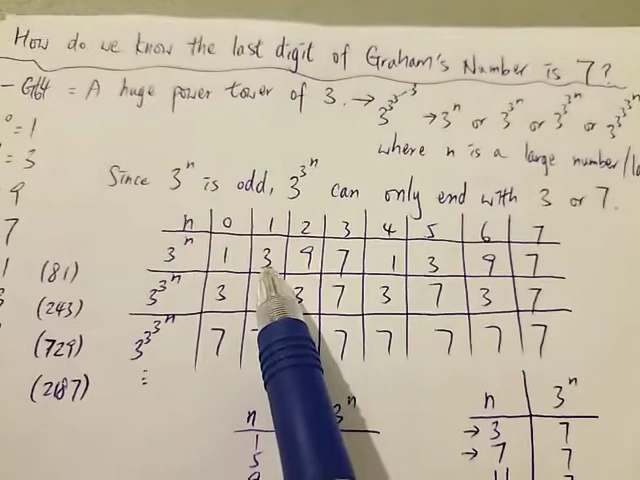 How do we know the last digit of Graham's Number is 7?
- G64 = A huge power tower of 3. → 3^3^3^⋯^3 → 3^n or 3^3^n or 3^3^3^n or 3^3^3^3^n
where n is a large number/
Since 3^n is odd, 3^3^n can only end with 3 or 7.
n 0 1 2 3 4 5 6 7
3^n 1 3 9 7 1 3 9 7
3^3^n 3 3 7 3 7 3 7
3^3^3^n 7 7 7 7 7 7 7
⋮
0 = 1
= 3
9
7
1 (81)
3 (243)
(729)
(2187)
n 3^n
1
5
n 3^n
→ 3 7
→ 7 7
11 7